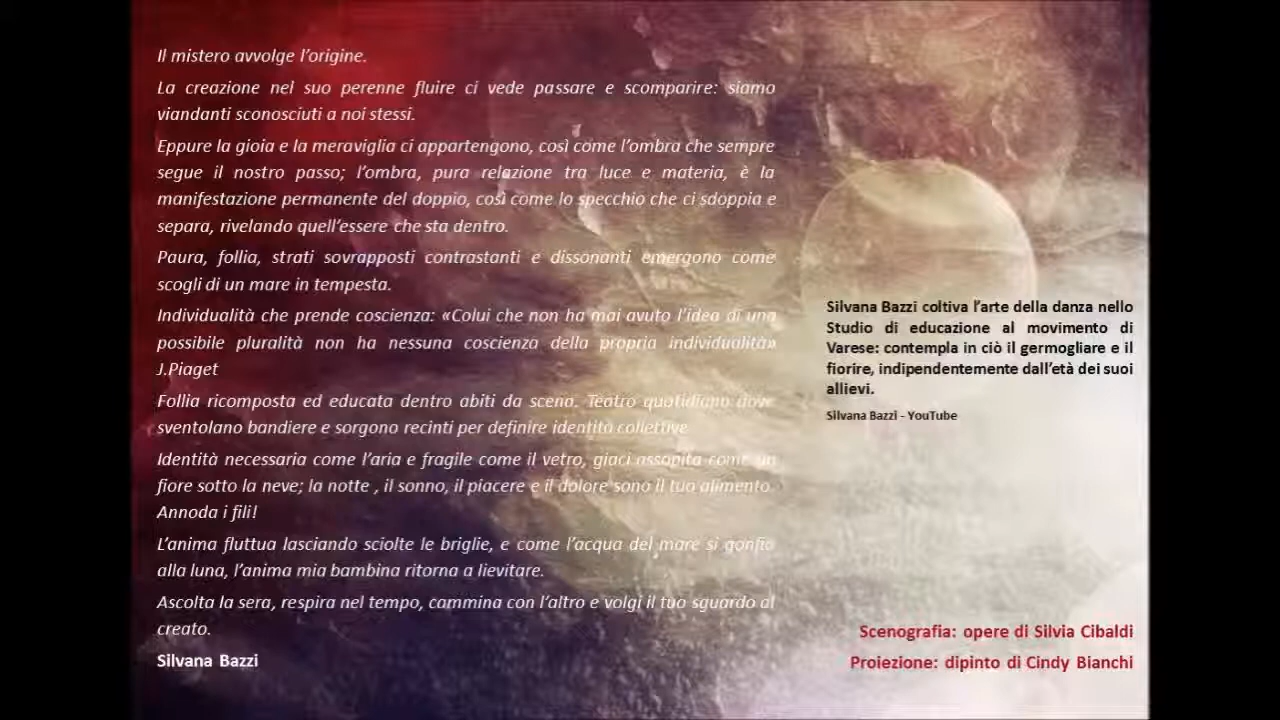 Il mistero avvolge l'origine.
La creazione nel suo perenne fluire ci vede passare e scomparire: siamo
viandanti sconosciuti a noi stessi.
Eppure la gioia e la meraviglia ci appartengono, così come l'ombra che sempre
segue il nostro passo; l'ombra, pura relazione tra luce e materia, è la
manifestazione permanente del doppio, così come lo specchio che ci sdoppia e
separa, rivelando quell'essere che sta dentro.
Paura, follia, strati sovrapposti contrastanti e dissonanti emergono come
scogli di un mare in tempesta.
Individualità che prende coscienza: «Colui che non ha mai avuto l'idea di una
possibile pluralità non ha nessuna coscienza della propria individualità»
J.Piaget
Follia ricomposta ed educata dentro abiti da scena. Teatro quotidiano dove
sventolano bandiere e sorgono recinti per definire identità collettive
Identità necessaria come l'aria e fragile come il vetro, giaci assopita come un
fiore sotto la neve; la notte , il sonno, il piacere e il dolore sono il tuo alimento.
Annoda i fili!
L'anima fluttua lasciando sciolte le briglie, e come l'acqua del mare si gonfia
alla luna, l'anima mia bambina ritorna a lievitare.
Ascolta la sera, respira nel tempo, cammina con l'altro e volgi il tuo sguardo al
creato.
Silvana Bazzi
Silvana Bazzi coltiva l'arte della danza nello
Studio di educazione al movimento di
Varese: contempla in ciò il germogliare e il
fiorire, indipendentemente dall'età dei suoi
allievi.
Silvana Bazzi - YouTube
Scenografia: opere di Silvia Cibaldi
Proiezione: dipinto di Cindy Bianchi